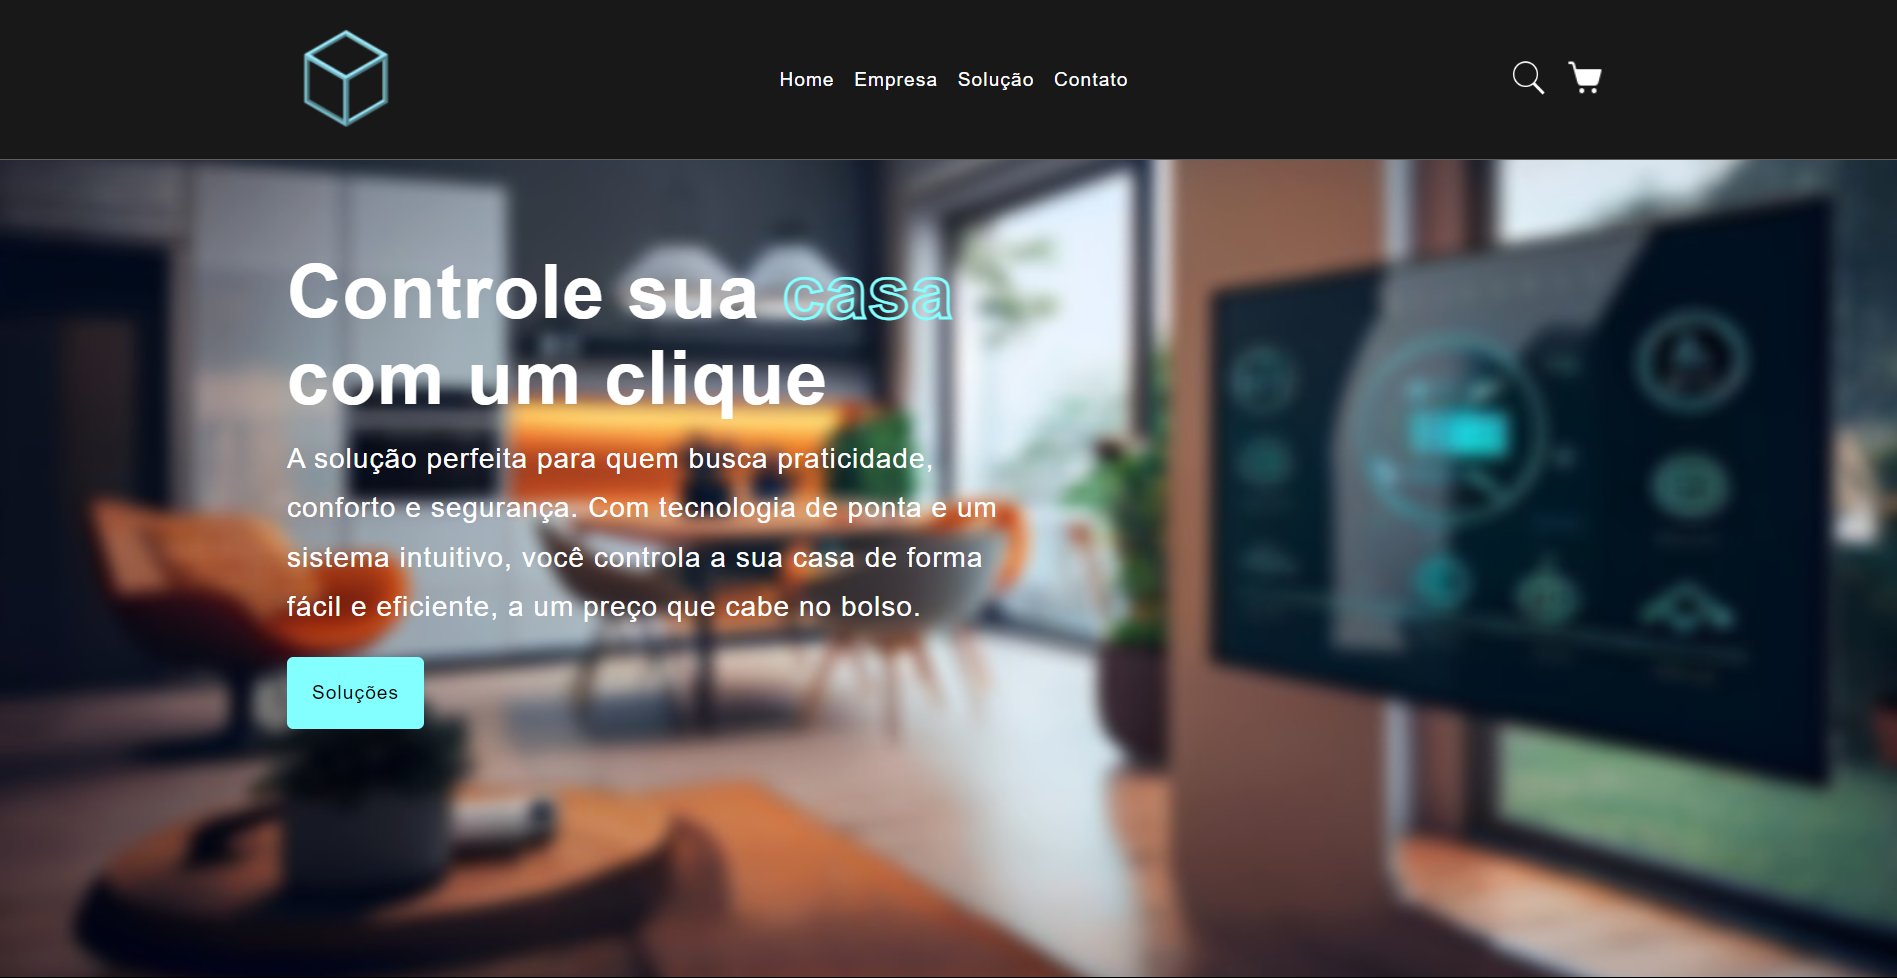 Home Empresa Solução Contato
Controle sua casa
com um clique
A solução perfeita para quem busca praticidade,
conforto e segurança. Com tecnologia de ponta e um
sistema intuitivo, você controla a sua casa de forma
fácil e eficiente, a um preço que cabe no bolso.
Soluções